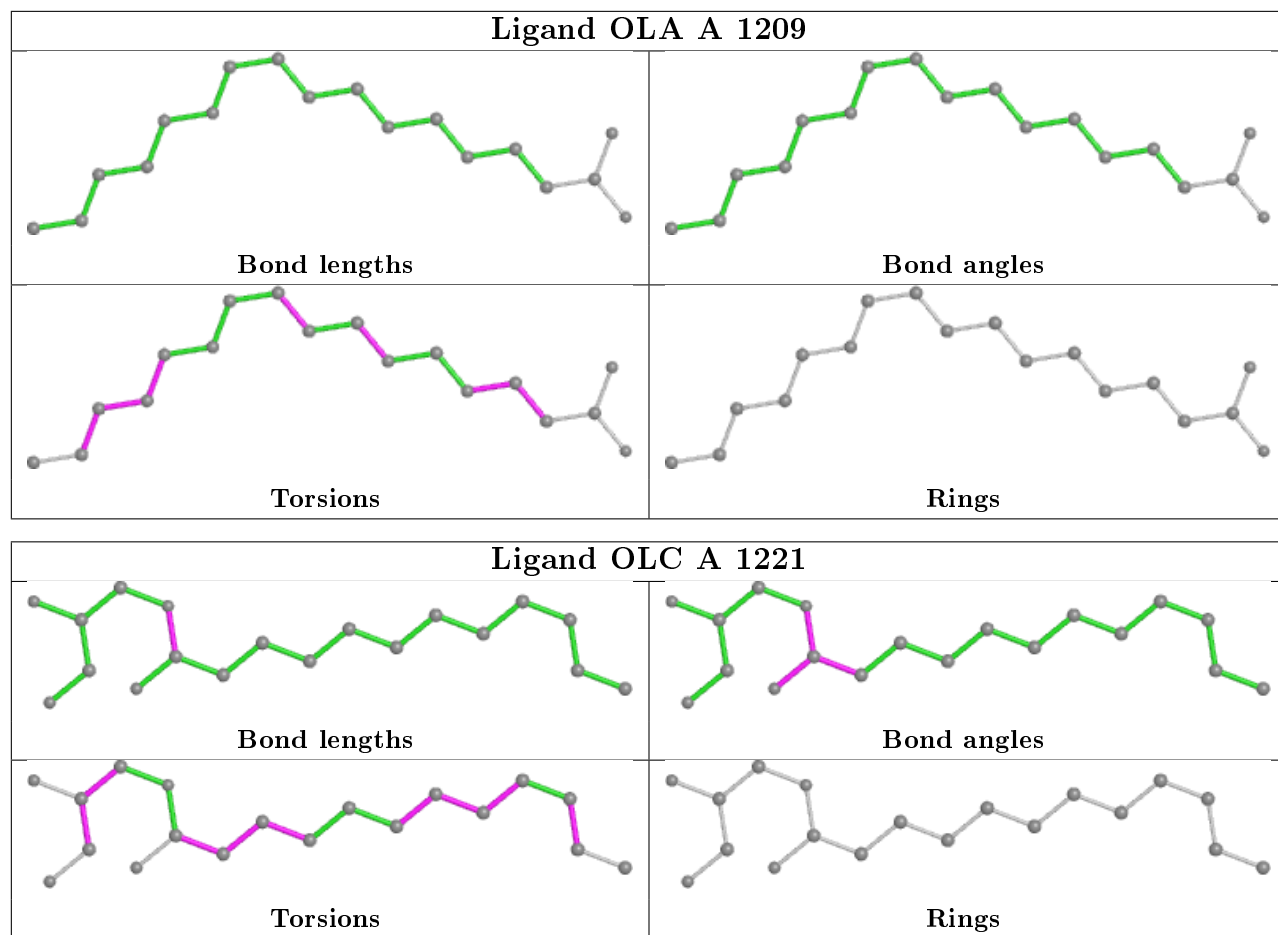 Ligand OLA A 1209
Bond lengths
Bond angles
Torsions
Rings
Ligand OLC A 1221
Bond lengths
Bond angles
Torsions
Rings